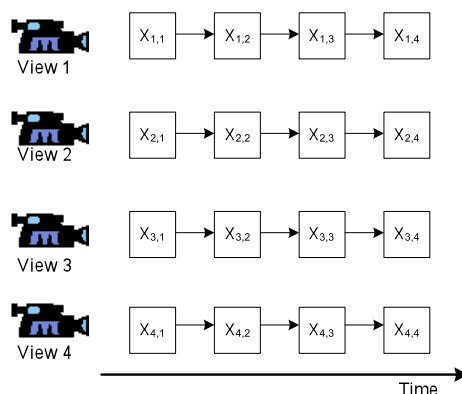 X1,1 X1,2 X1,3 X1,4
View 1
X2,1 X2,2 X2,3 X2,4
View 2
X3,1 X3,2 X3,3 X3,4
View 3
X4,1 X4,2 X4,3 X4,4
View 4
Time